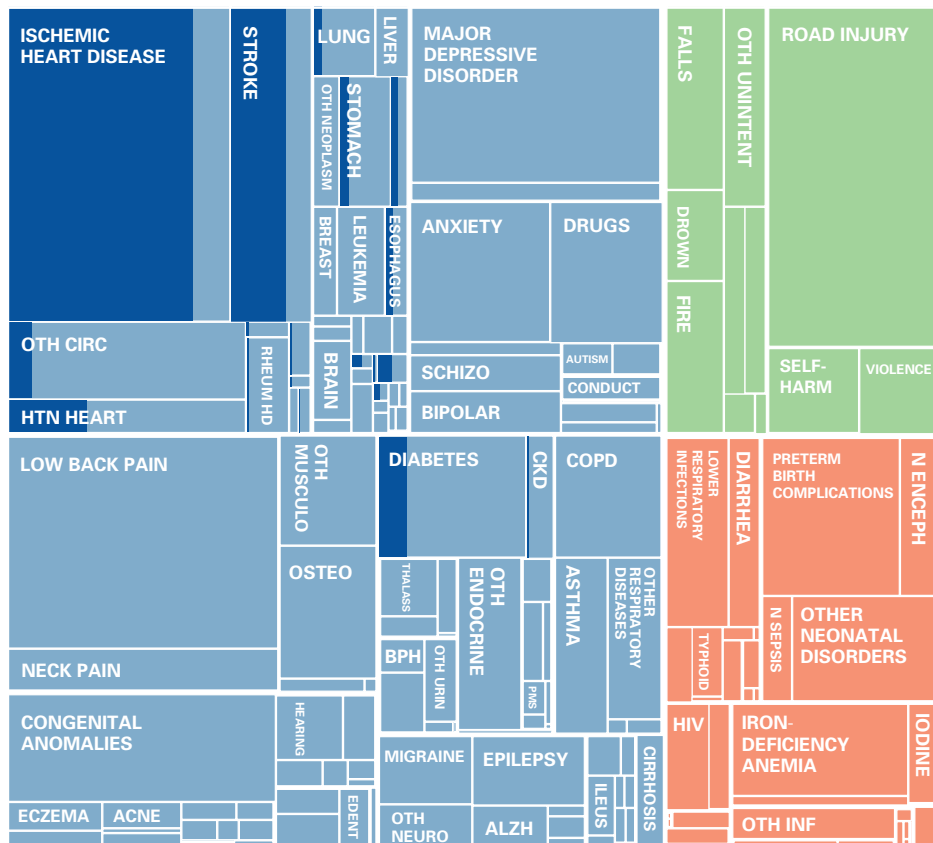 ISCHEMIC
HEART DISEASE
STROKE
LUNG
LIVER
OTH NEOPLASM
STOMACH
BREAST
LEUKEMIA
ESOPHAGUS
OTH CIRC
HTN HEART
RHEUM HD
BRAIN
MAJOR
DEPRESSIVE
DISORDER
ANXIETY
DRUGS
SCHIZO
BIPOLAR
AUTISM
CONDUCT
FALLS
OTH UNINTENT
ROAD INJURY
DROWN
FIRE
SELF-
HARM
VIOLENCE
LOW BACK PAIN
NECK PAIN
OTH
MUSCULO
OSTEO
DIABETES
CKD
COPD
THALASS
OTH
ENDOCRINE
ASTHMA
OTHER
RESPIRATORY
DISEASES
BPH
OTH URIN
PMS
LOWER
RESPIRATORY
INFECTIONS
DIARRHEA
PRETERM
BIRTH
COMPLICATIONS
N ENCEPH
TYPHOID
N SEPSIS
OTHER
NEONATAL
DISORDERS
CONGENITAL
ANOMALIES
HEARING
ECZEMA
ACNE
EDENT
MIGRAINE
EPILEPSY
OTH
NEURO
ALZH
ILEUS
CIRRHOSIS
HIV
IRON-
DEFICIENCY
ANEMIA
IODINE
OTH INF